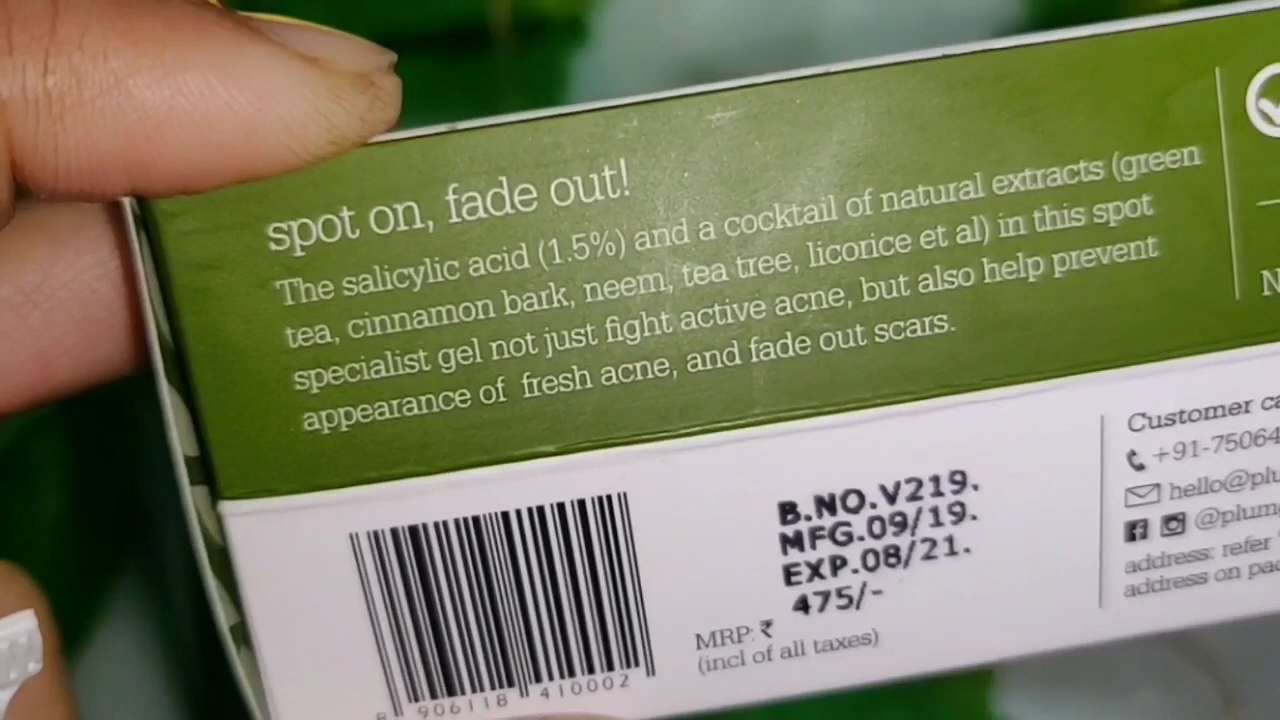 spot on, fade out!
The salicylic acid (1.5%) and a cocktail of natural extracts (green
tea, cinnamon bark, neem, tea tree, licorice et al) in this spot
specialist gel not just fight active acne, but also help prevent
appearance of fresh acne, and fade out scars.
8 906118 410002
B.NO.V219.
MFG.09/19.
EXP.08/21.
475/-
MRP: ₹
(incl of all taxes)
Customer ca
+91-75064
hello@plu
@plum
address: refer
address on pac